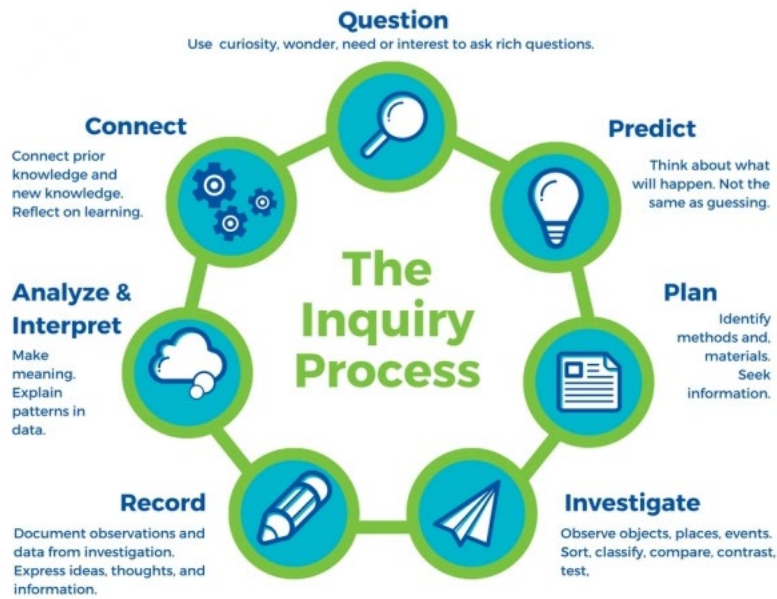 Question
Use curiosity, wonder, need or interest to ask rich questions.
Predict
Think about what
will happen. Not the
same as guessing.
Plan
Identify
methods and,
materials.
Seek
information.
Investigate
Observe objects, places, events.
Sort, classify, compare, contrast,
test,
Record
Document observations and
data from investigation.
Express ideas, thoughts, and
information.
Analyze &
Interpret
Make
meaning.
Explain
patterns in
data.
Connect
Connect prior
knowledge and
new knowledge.
Reflect on learning.
The
Inquiry
Process